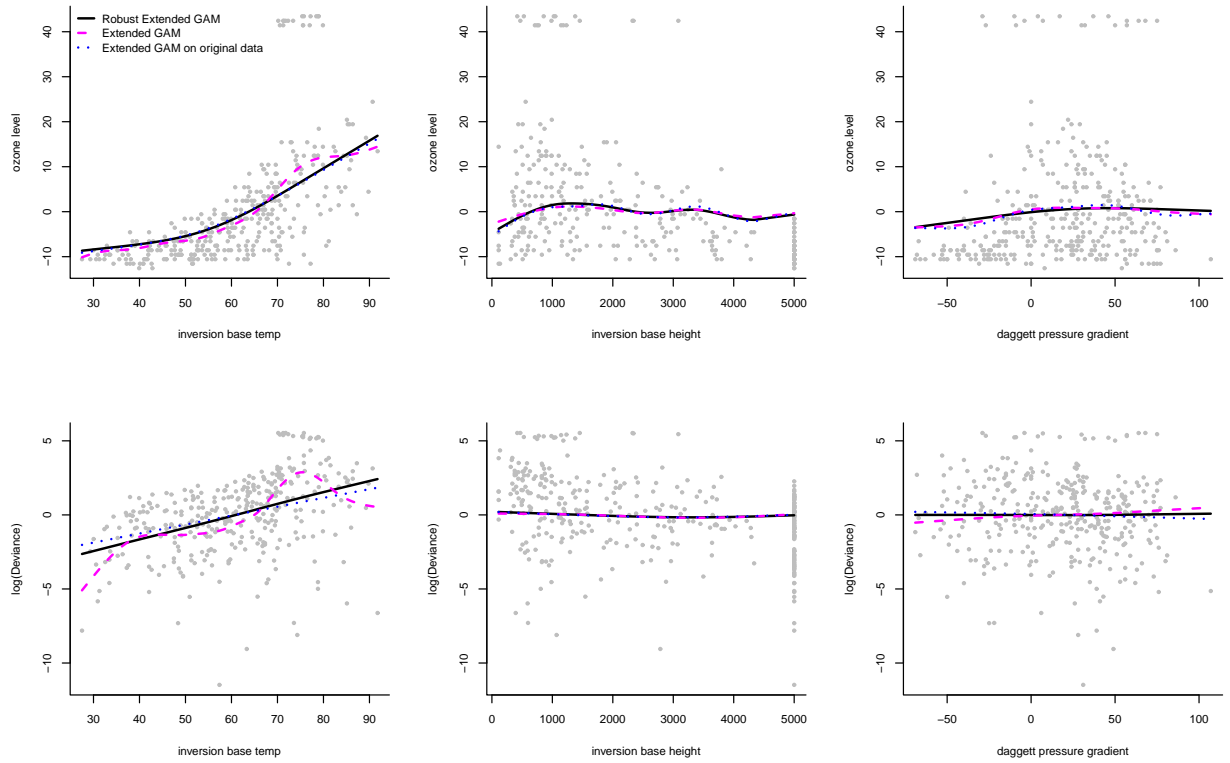 Robust Extended GAM
Extended GAM
Extended GAM on original data
40
30
20
10
0
−10
ozone level
30 40 50 60 70 80 90
inversion base temp
40
30
20
10
0
−10
ozone level
0 1000 2000 3000 4000 5000
inversion base height
40
30
20
10
0
−10
ozone.level
−50 0 50 100
daggett pressure gradient
5
0
−5
−10
log(Deviance)
30 40 50 60 70 80 90
inversion base temp
5
0
−5
−10
log(Deviance)
0 1000 2000 3000 4000 5000
inversion base height
5
0
−5
−10
log(Deviance)
−50 0 50 100
daggett pressure gradient